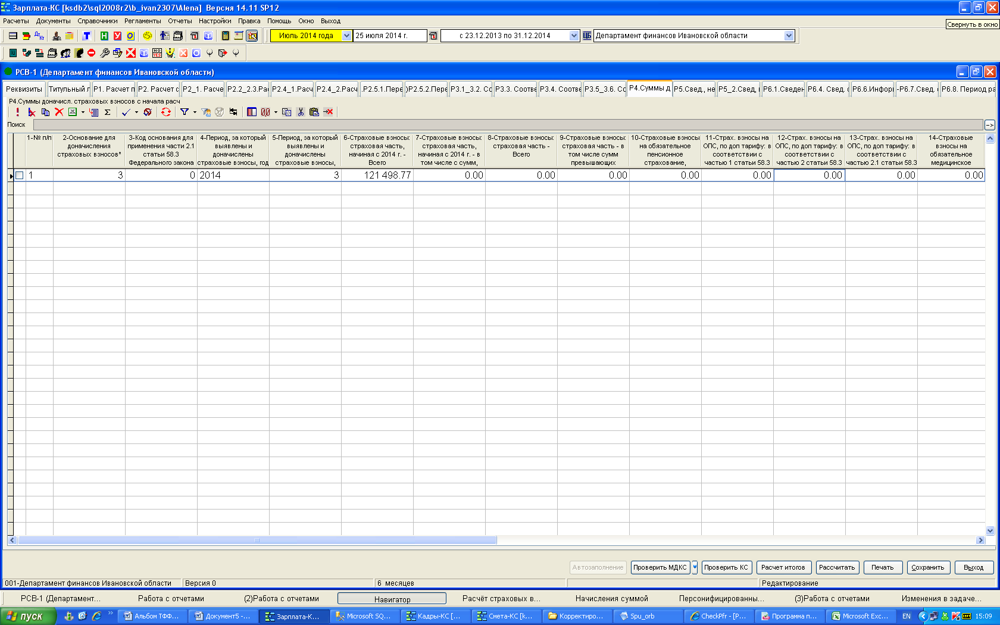 Зарплата-КС [ksdb2\sql2008r2\b_ivan2307\Alena] Версия 14.11 SP12
Расчеты Документы Справочники Регламенты Отчеты Настройки Правка Помощь Окно Выход
Свернуть в окно
Июль 2014 года 25 июля 2014 г. с 23.12.2013 по 31.12.2014 ЦБ Департамент финансов Ивановской области
РСВ-1 (Департамент финансов Ивановской области)
Реквизиты Титульный л Р1. Расчет п Р2. Расчет с Р2_1. Расче Р2.2_2.3.Ра Р2.4_1.Расч Р2.4_2.Расч .Р2.5.1.Пере )Р2.5.2.Пере Р3.1_3.2. Со Р3.3. Соотве Р3.4. Соотве Р3.5_3.6. Со Р4.Суммы д Р5.Свед., не Р5_2.Свед, Р6.1.Сведен Р6.4. Свед. Р6.6.Информ -Р6.7.Свед. Р6.8. Период ра
Р4.Суммы доначисл. страховых взносов с начала расч
Поиск
1-№ п/п
2-Основание для доначисления страховых взносов*
3-Код основания для применения части 2.1 статьи 58.3 Федерального закона
4-Период, за который выявлены и доначислены страховые взносы, год
5-Период, за который выявлены и доначислены страховые взносы,
6-Страховые взносы: страховая часть, начиная с 2014 г. - Всего
7-Страховые взносы: страховая часть, начиная с 2014 г. - в том числе с сумм,
8-Страховые взносы: страховая часть - Всего
9-Страховые взносы: страховая часть - в том числе сумм превышающих
10-Страховые взносы на обязательное пенсионное страхование,
11-Страх. взносы на ОПС, по доп тарифу: в соответствии с частью 1 статьи 58.3
12-Страх. взносы на ОПС, по доп тарифу: в соответствии с частью 2 статьи 58.3
13-Страх. взносы на ОПС, по доп тарифу: в соответствии с частью 2.1 статьи 58.3
14-Страховые взносы на обязательное медицинское
1 3 0 2014 3 121 498.77 0.00 0.00 0.00 0.00 0.00 0.00 0.00 0.00
Автозаполнение Проверить МДКС Проверить КС Расчет итогов Рассчитать Печать Сохранить Выход
001-Департамент финансов Ивановской области Версия 0 6 месяцев Редактирование
РСВ-1 (Департамент... Работа с отчетами (2)Работа с отчетами Навигатор Расчёт страховых в... Начисления суммой Персонифицированны... (3)Работа с отчетами Изменения в задаче...
пуск Альбом ТФФ... Документ5 -... Зарплата-К... Microsoft SQ... Кадры-КС [... Смета-КС [к... Корректиро... Spu_orb CheckPfr - [Р... Программа п... Microsoft Exc... EN 15:09